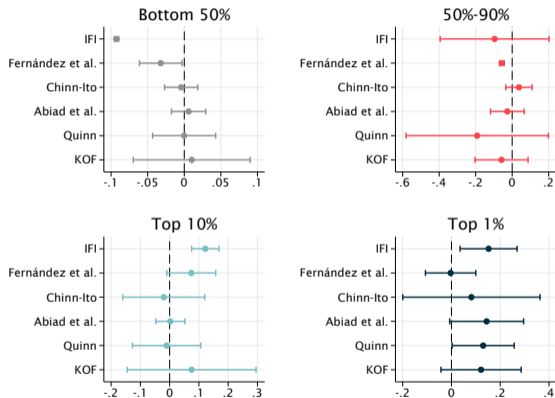 Bottom 50%
IFI
Fernández et al.
Chinn-Ito
Abiad et al.
Quinn
KOF
-.1 -.05 0 .05 .1
50%-90%
IFI
Fernández et al.
Chinn-Ito
Abiad et al.
Quinn
KOF
-.6 -.4 -.2 0 .2
Top 10%
IFI
Fernández et al.
Chinn-Ito
Abiad et al.
Quinn
KOF
-.2 -.1 0 .1 .2 .3
Top 1%
IFI
Fernández et al.
Chinn-Ito
Abiad et al.
Quinn
KOF
-.2 0 .2 .4